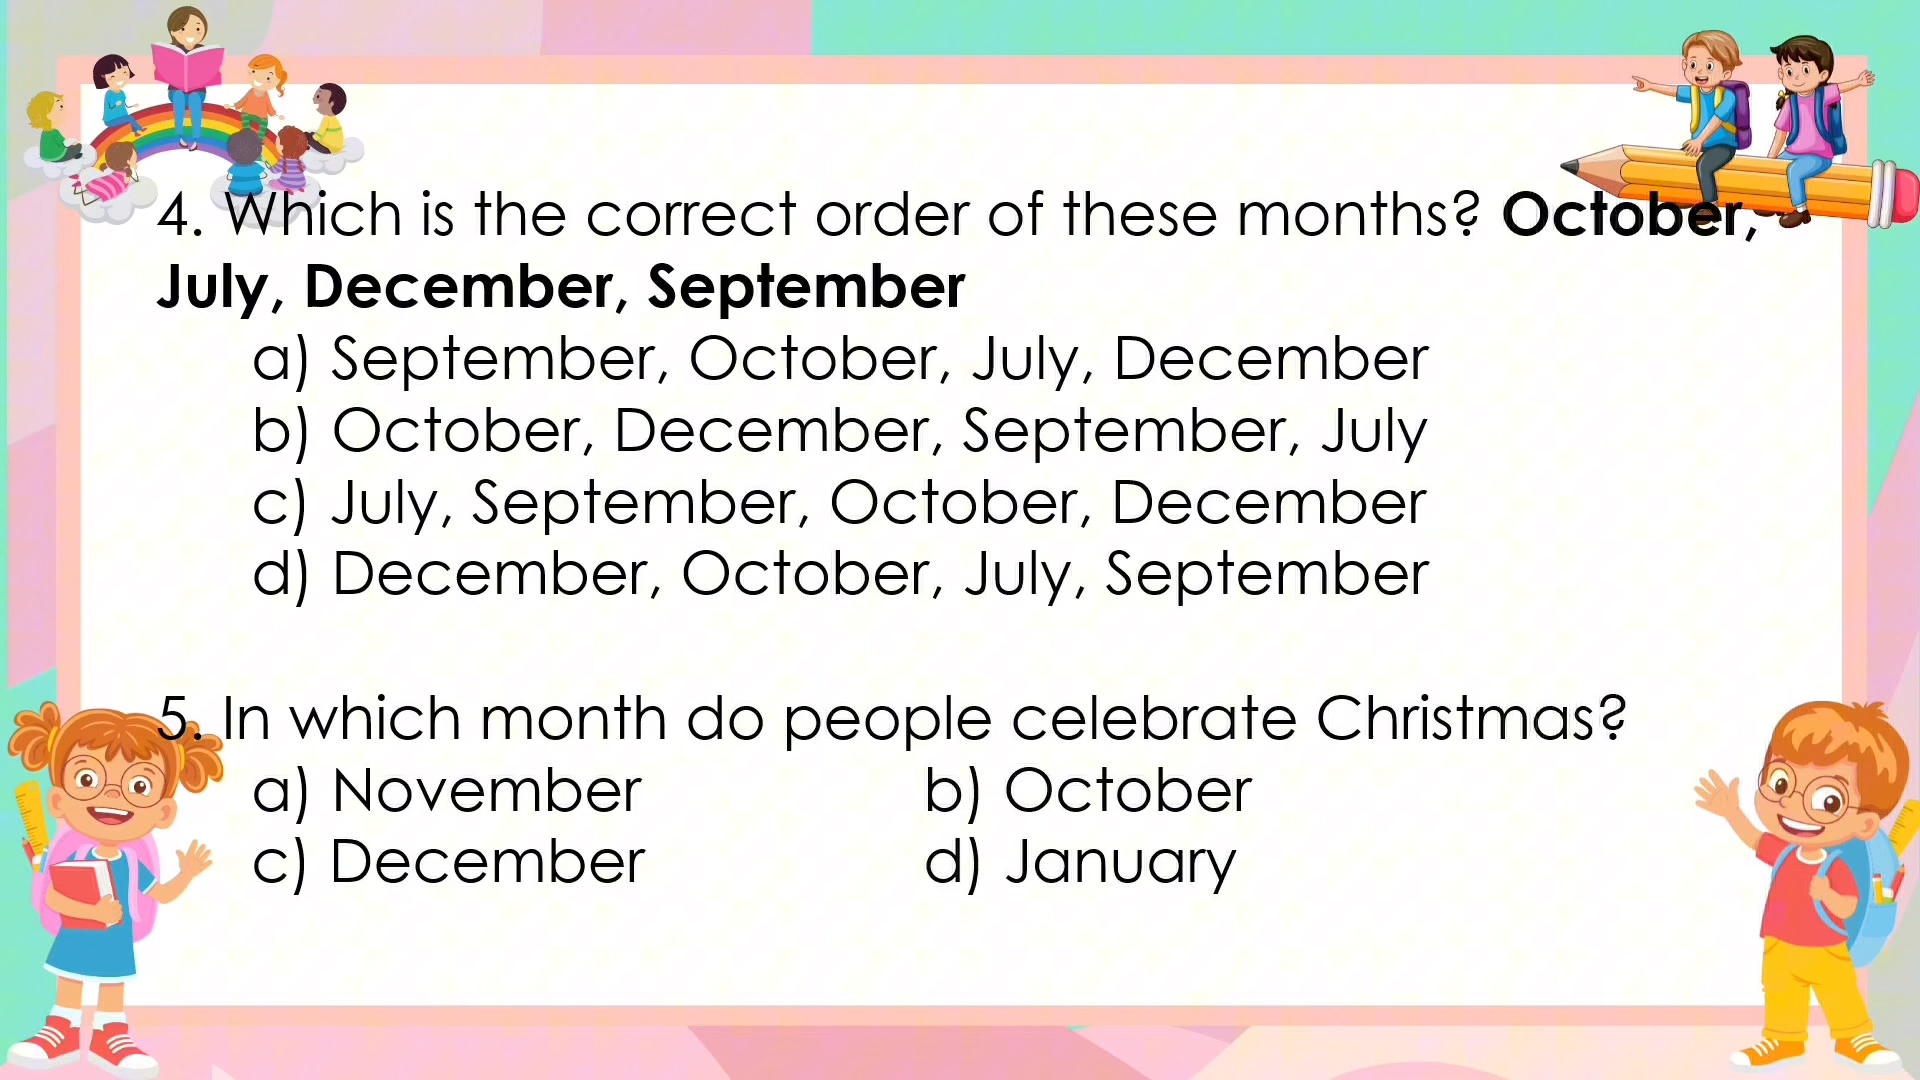 4. Which is the correct order of these months? October,
July, December, September
a) September, October, July, December
b) October, December, September, July
c) July, September, October, December
d) December, October, July, September
5. In which month do people celebrate Christmas?
a) November b) October
c) December d) January